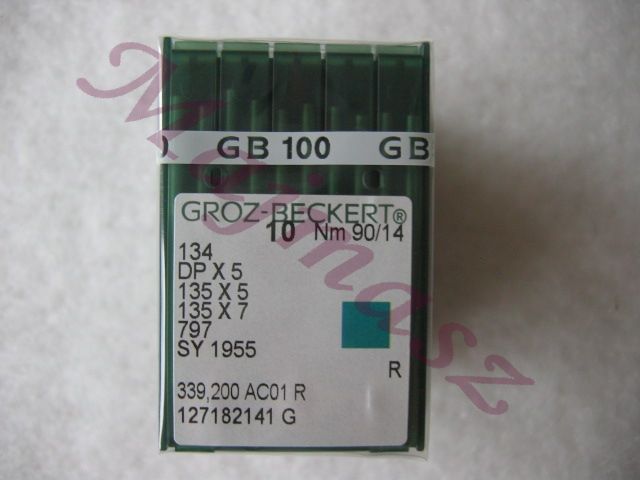 ) GB 100 GB
GROZ-BECKERT®
10 Nm 90/14
134
DP X 5
135 X 5
135 X 7
797
SY 1955
R
339,200 AC01 R
127182141 G
Majmasz